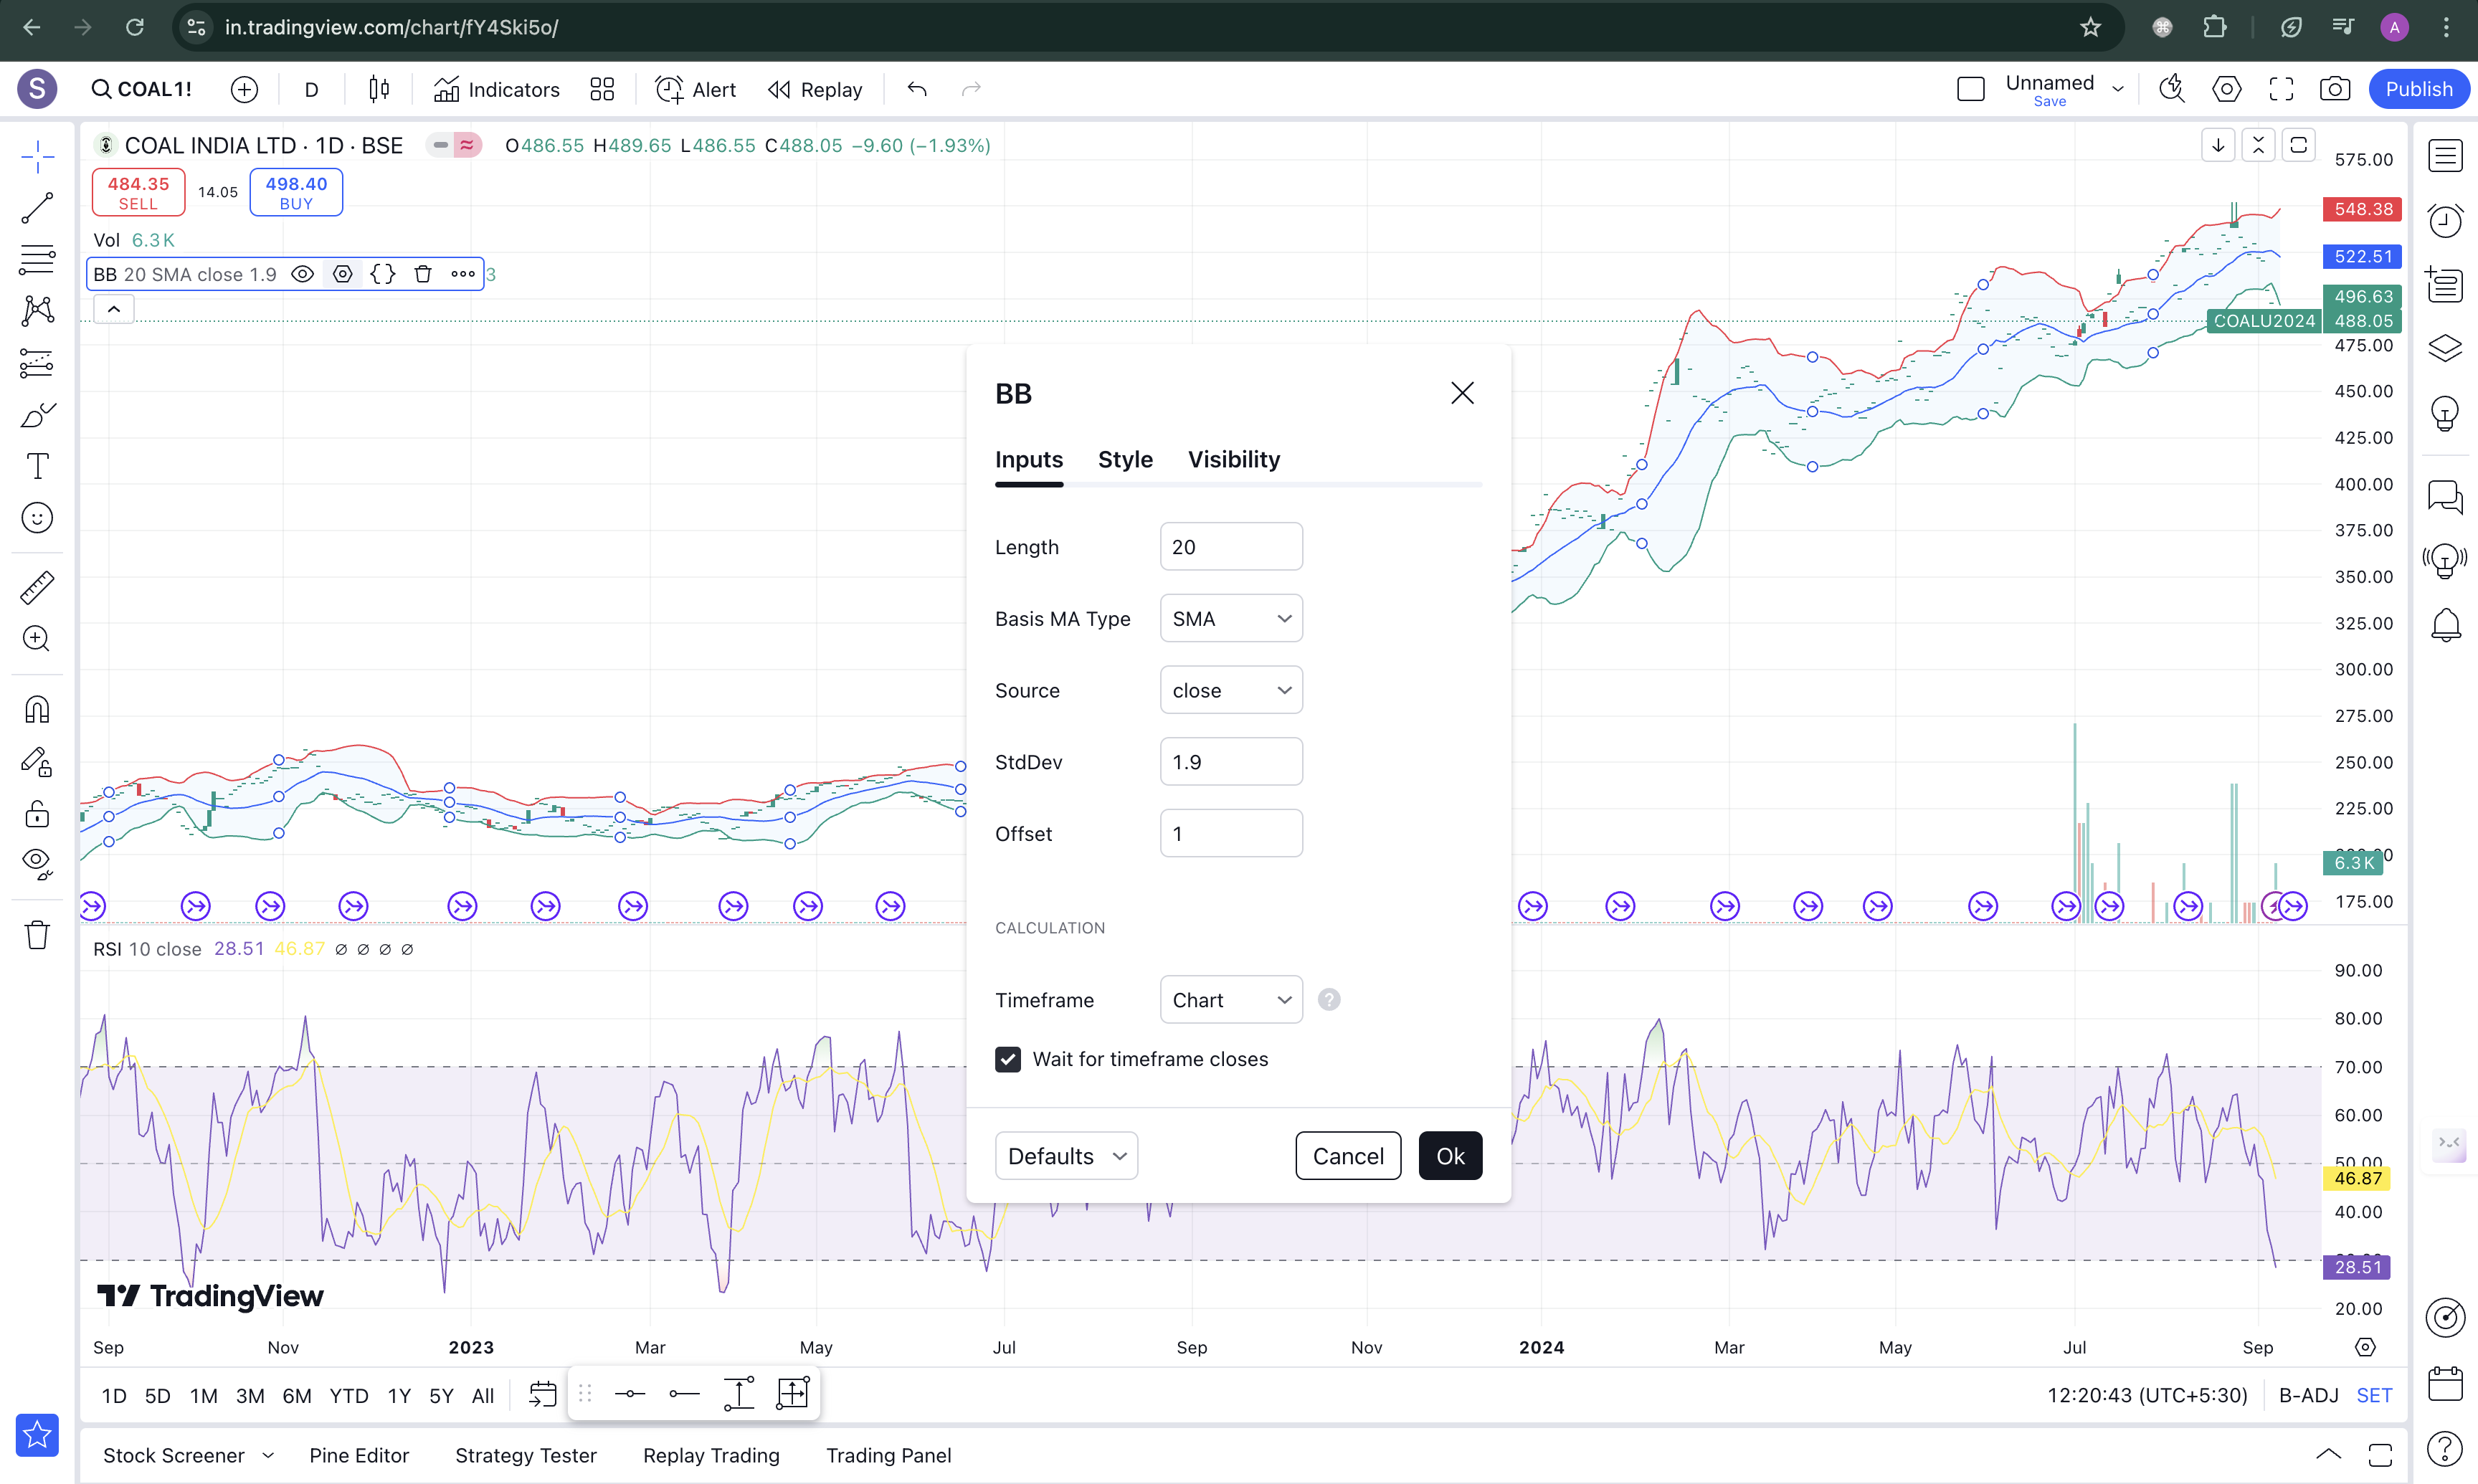 in.tradingview.com/chart/fY4Ski5o/
A
S
COAL1!
D
Indicators
Alert
Replay
Unnamed
Save
Publish
COAL INDIA LTD · 1D · BSE
O486.55 H489.65 L486.55 C488.05 −9.60 (−1.93%)
484.35
SELL
14.05
498.40
BUY
Vol 6.3K
BB 20 SMA close 1.9
3
575.00
548.38
522.51
496.63
COALU2024 488.05
475.00
450.00
425.00
400.00
375.00
350.00
325.00
300.00
275.00
250.00
225.00
6.3K
175.00
BB
Inputs Style Visibility
Length 20
Basis MA Type SMA
Source close
StdDev 1.9
Offset 1
CALCULATION
Timeframe Chart ?
Wait for timeframe closes
Defaults
Cancel
Ok
RSI 10 close 28.51 46.87 ∅ ∅ ∅ ∅
90.00
80.00
70.00
60.00
50.00
46.87
40.00
28.51
20.00
TradingView
Sep Nov 2023 Mar May Jul Sep Nov 2024 Mar May Jul Sep
1D 5D 1M 3M 6M YTD 1Y 5Y All
12:20:43 (UTC+5:30) B-ADJ SET
Stock Screener Pine Editor Strategy Tester Replay Trading Trading Panel